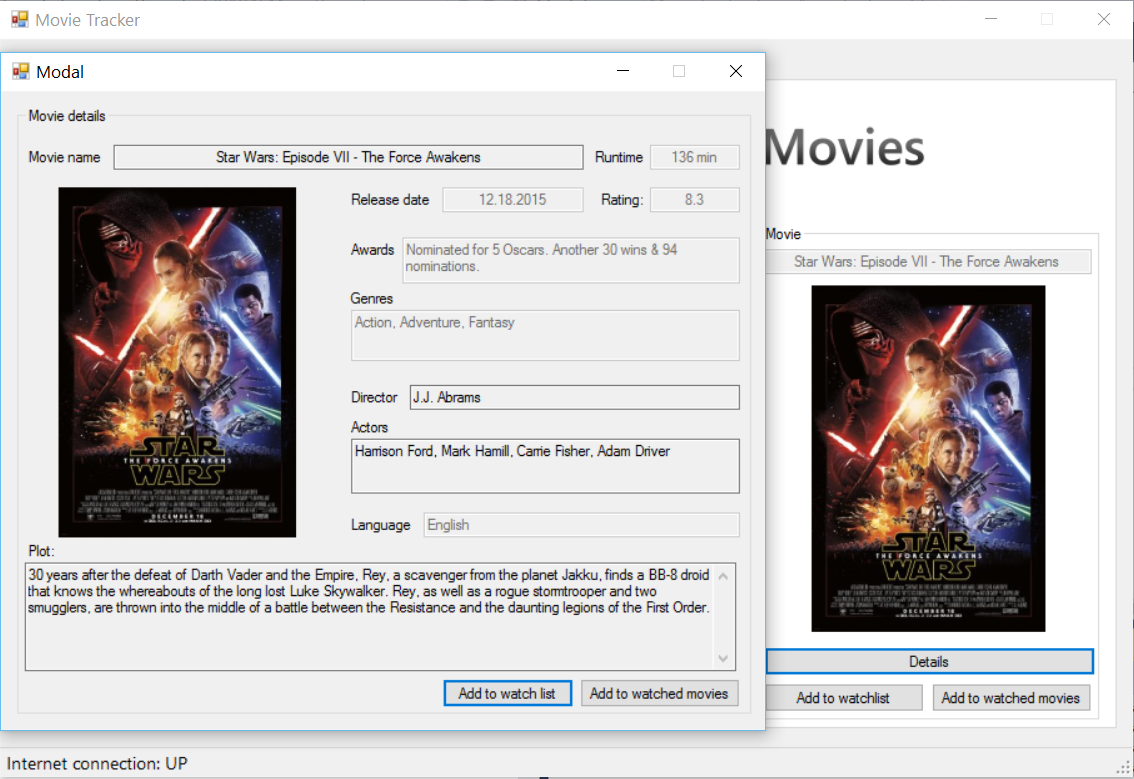 Movie Tracker
Modal
Movie details
Movie name
Star Wars: Episode VII - The Force Awakens
Runtime
136 min
Release date
12.18.2015
Rating:
8.3
Awards
Nominated for 5 Oscars. Another 30 wins & 94
nominations.
Genres
Action, Adventure, Fantasy
Director
J.J. Abrams
Actors
Harrison Ford, Mark Hamill, Carrie Fisher, Adam Driver
Language
English
STAR
THE FORCE AWAKENS
WARS
DECEMBER 18
Plot:
30 years after the defeat of Darth Vader and the Empire, Rey, a scavenger from the planet Jakku, finds a BB-8 droid
that knows the whereabouts of the long lost Luke Skywalker. Rey, as well as a rogue stormtrooper and two
smugglers, are thrown into the middle of a battle between the Resistance and the daunting legions of the First Order.
Add to watch list
Add to watched movies
Movies
Movie
Star Wars: Episode VII - The Force Awakens
STAR
THE FORCE AWAKENS
WARS
DECEMBER 18
Details
Add to watchlist
Add to watched movies
Internet connection: UP